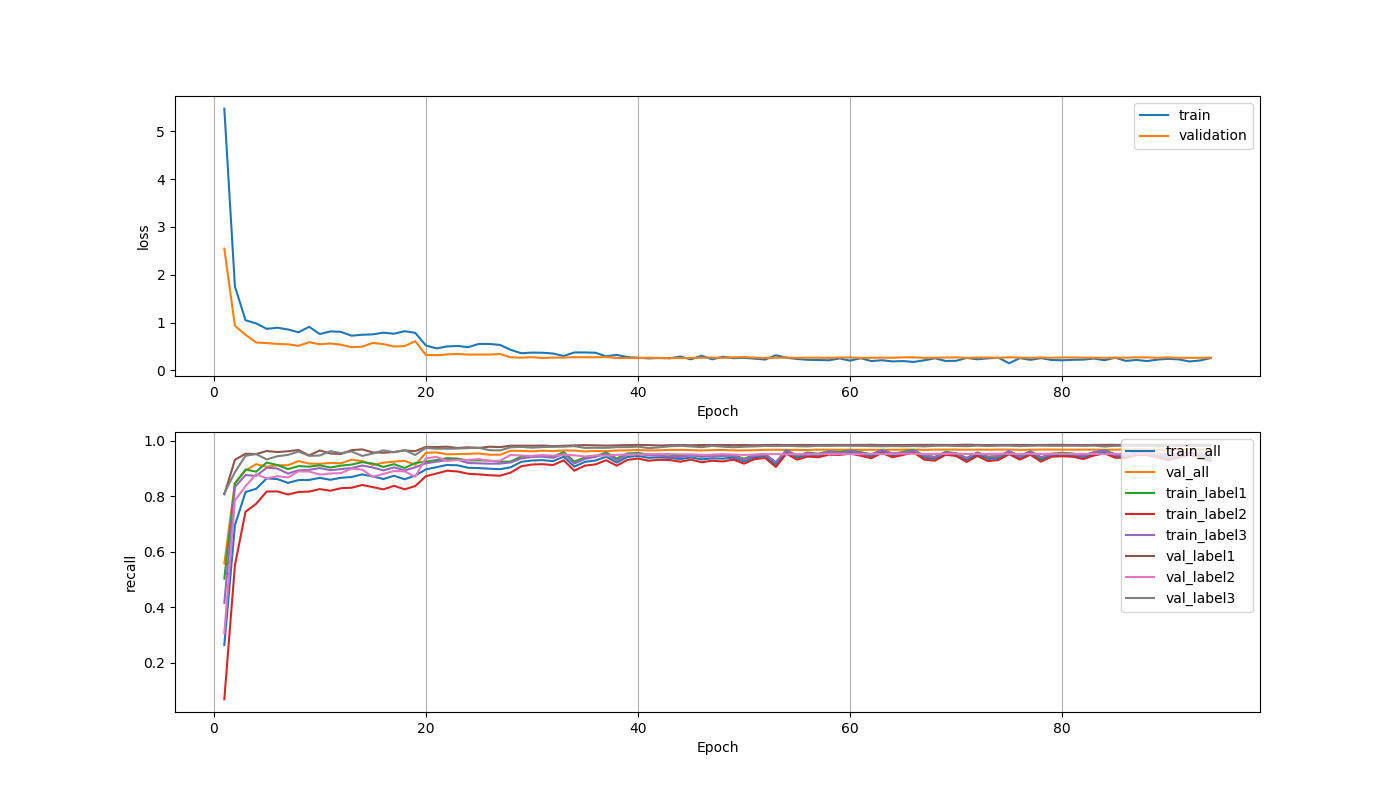 5
4
3
2
1
0
loss
train
validation
0 20 40 60 80
Epoch
1.0
0.8
0.6
0.4
0.2
recall
train_all
val_all
train_label1
train_label2
train_label3
val_label1
val_label2
val_label3
0 20 40 60 80
Epoch